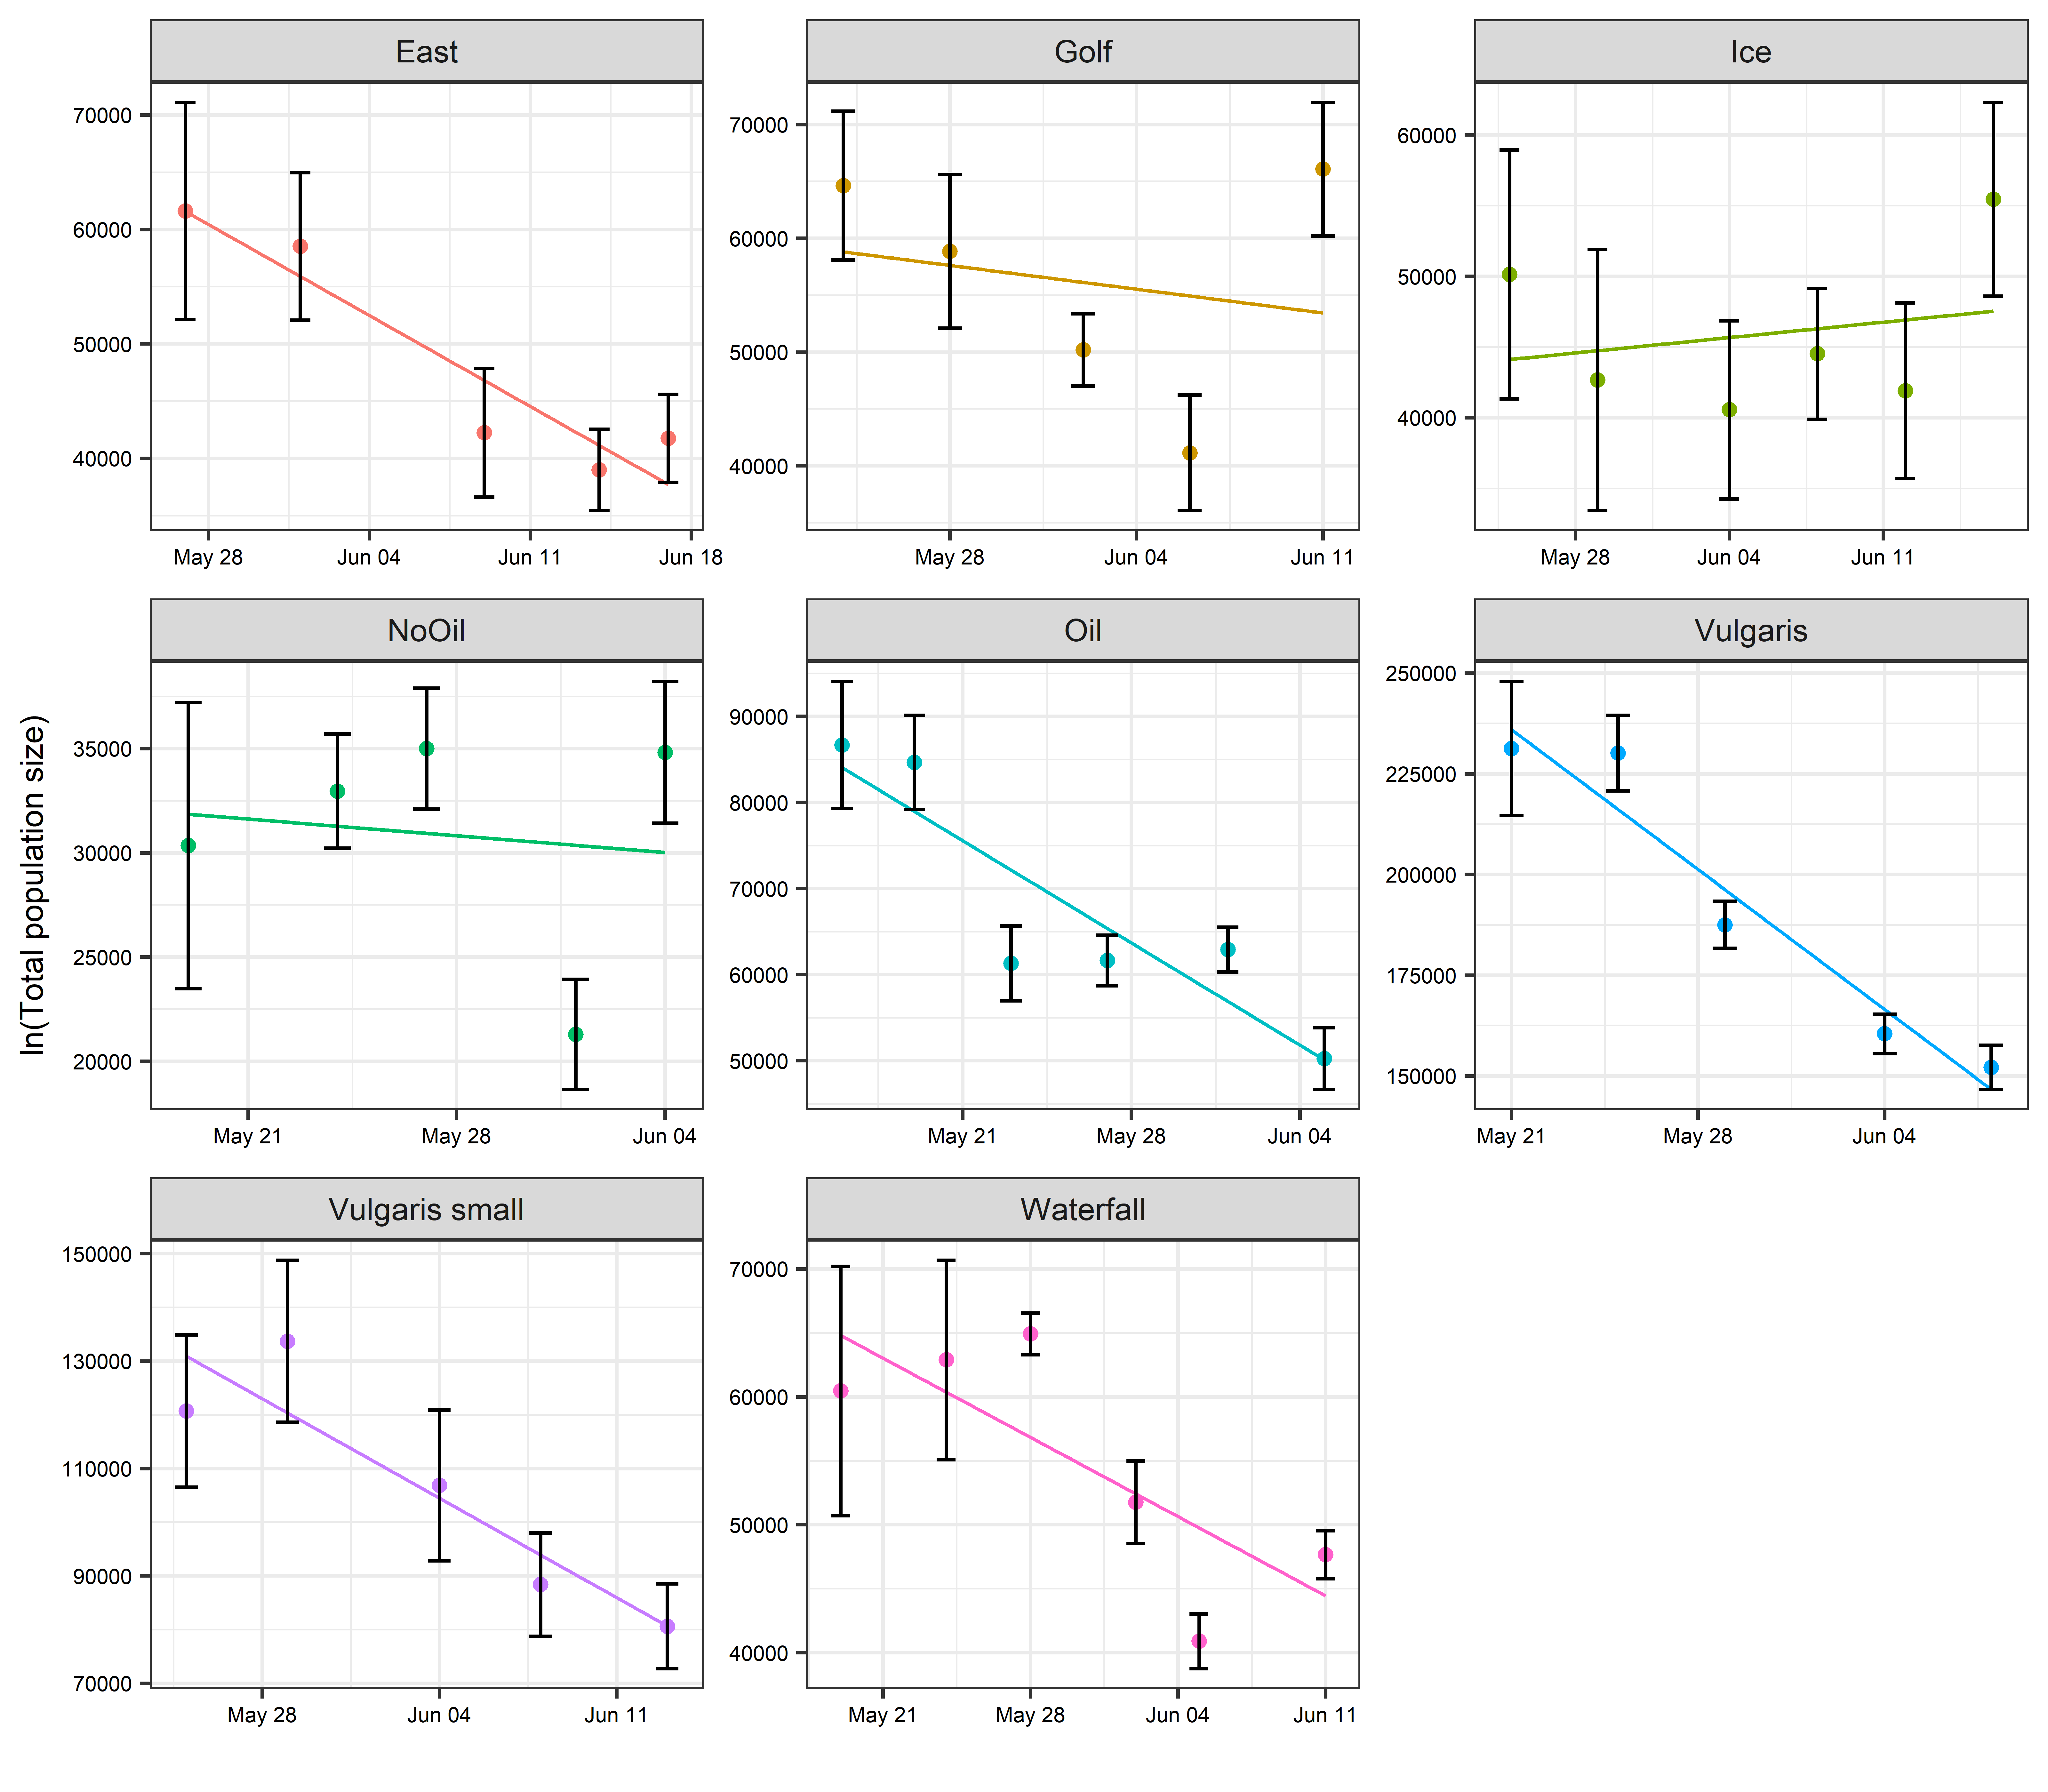 East
Golf
Ice
70000
60000
50000
40000
May 28
Jun 04
Jun 11
Jun 18
70000
60000
50000
40000
May 28
Jun 04
Jun 11
60000
50000
40000
May 28
Jun 04
Jun 11
ln(Total population size)
NoOil
Oil
Vulgaris
35000
30000
25000
20000
May 21
May 28
Jun 04
90000
80000
70000
60000
50000
May 21
May 28
Jun 04
250000
225000
200000
175000
150000
May 21
May 28
Jun 04
Vulgaris small
Waterfall
150000
130000
110000
90000
70000
May 28
Jun 04
Jun 11
70000
60000
50000
40000
May 21
May 28
Jun 04
Jun 11